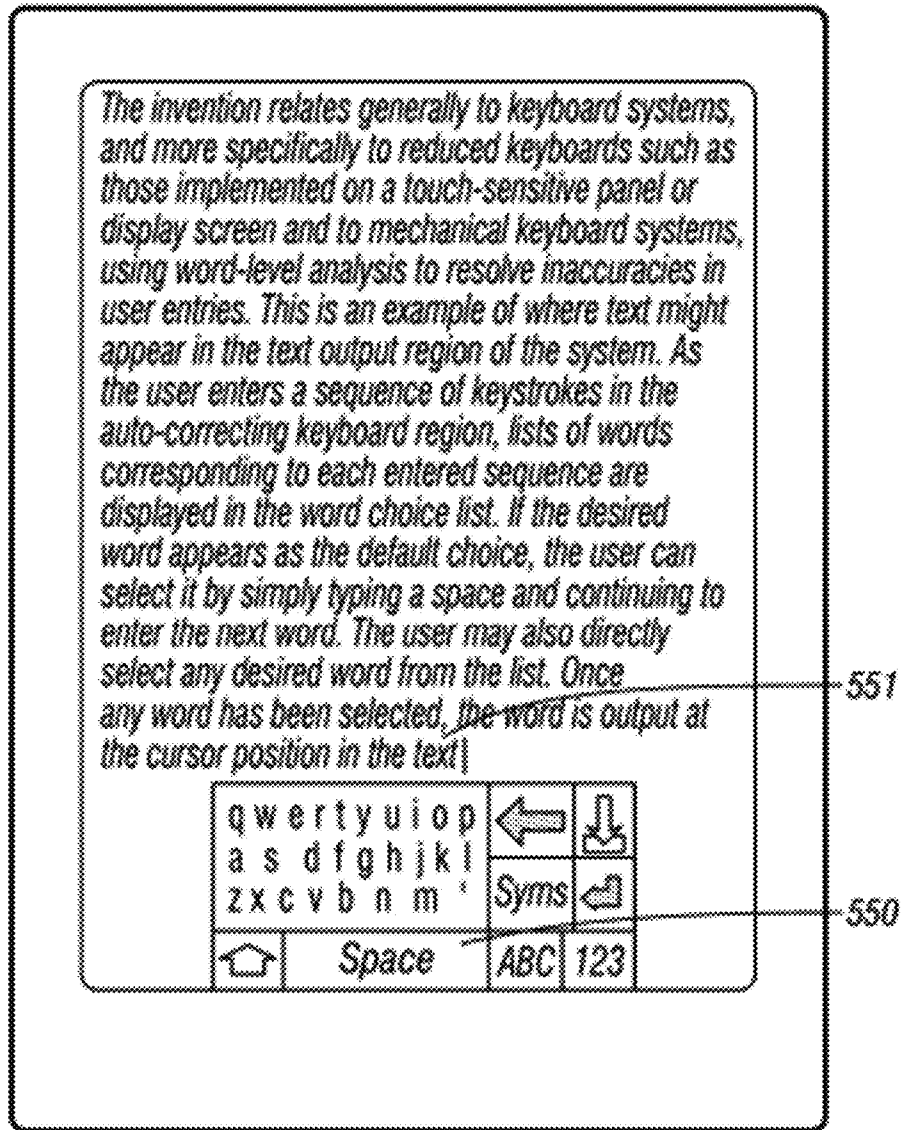 The invention relates generally to keyboard systems,
and more specifically to reduced keyboards such as
those implemented on a touch-sensitive panel or
display screen and to mechanical keyboard systems,
using word-level analysis to resolve inaccuracies in
user entries. This is an example of where text might
appear in the text output region of the system. As
the user enters a sequence of keystrokes in the
auto-correcting keyboard region, lists of words
corresponding to each entered sequence are
displayed in the word choice list. If the desired
word appears as the default choice, the user can
select it by simply typing a space and continuing to
enter the next word. The user may also directly
select any desired word from the list. Once
551
any word has been selected, the word is output at
the cursor position in the text
q w e r t y u i o p
a s d f g h j k l
z x c v b n m '
Syms
550
Space ABC 123